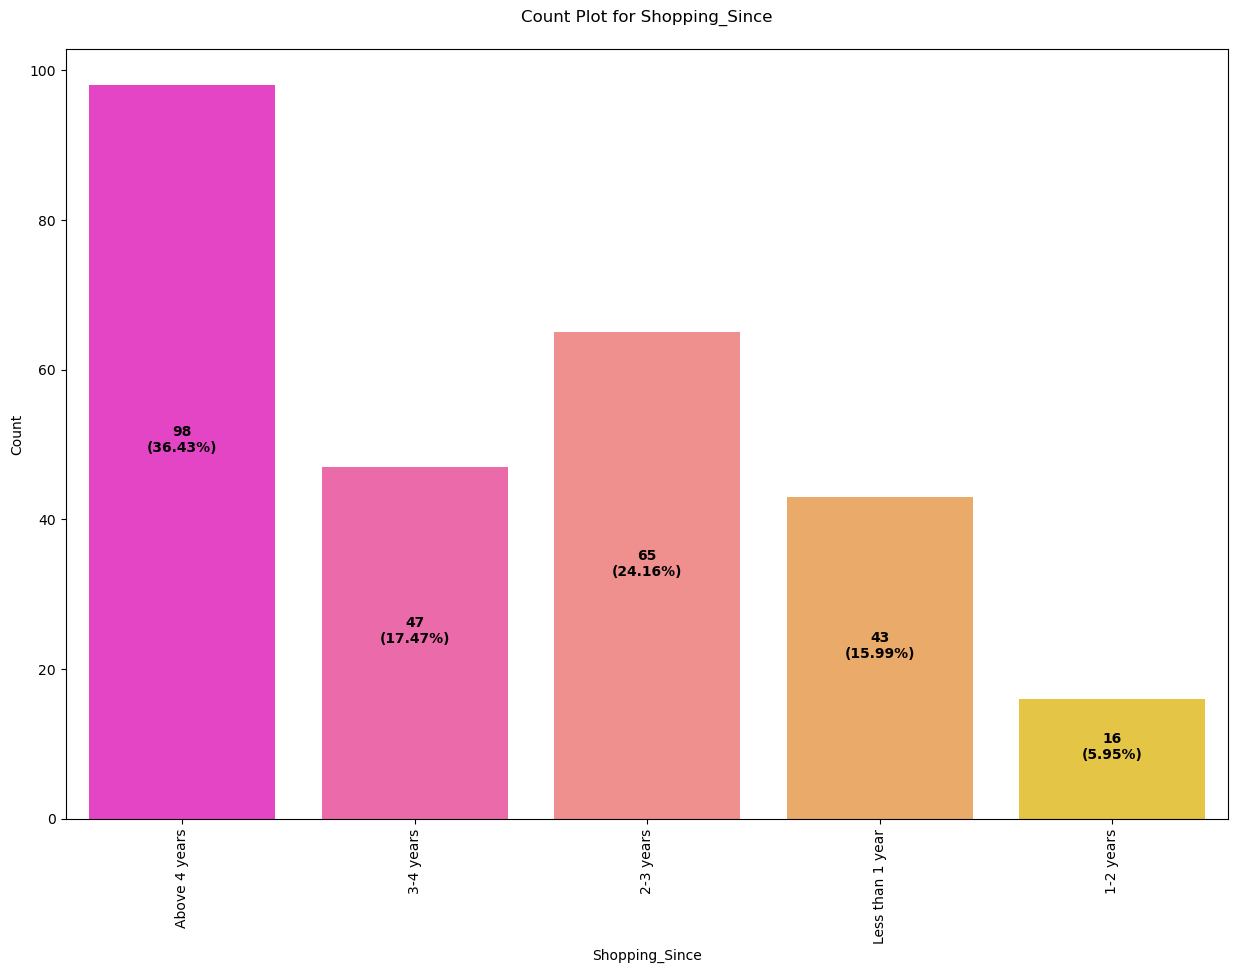 Count Plot for Shopping_Since
100
80
60
40
20
0
Count
98
(36.43%)
47
(17.47%)
65
(24.16%)
43
(15.99%)
16
(5.95%)
Above 4 years
3-4 years
2-3 years
Less than 1 year
1-2 years
Shopping_Since